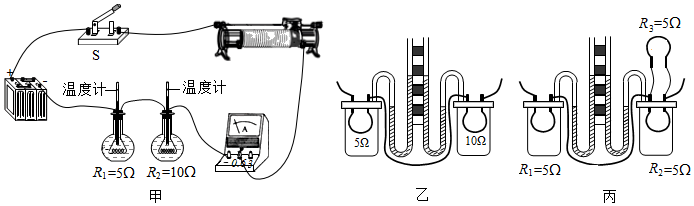 S
+ -
温度计 温度计
A
- 0.6 3
R₁=5Ω R₂=10Ω
甲
5Ω 10Ω
乙
R₃=5Ω
R₁=5Ω R₂=5Ω
丙